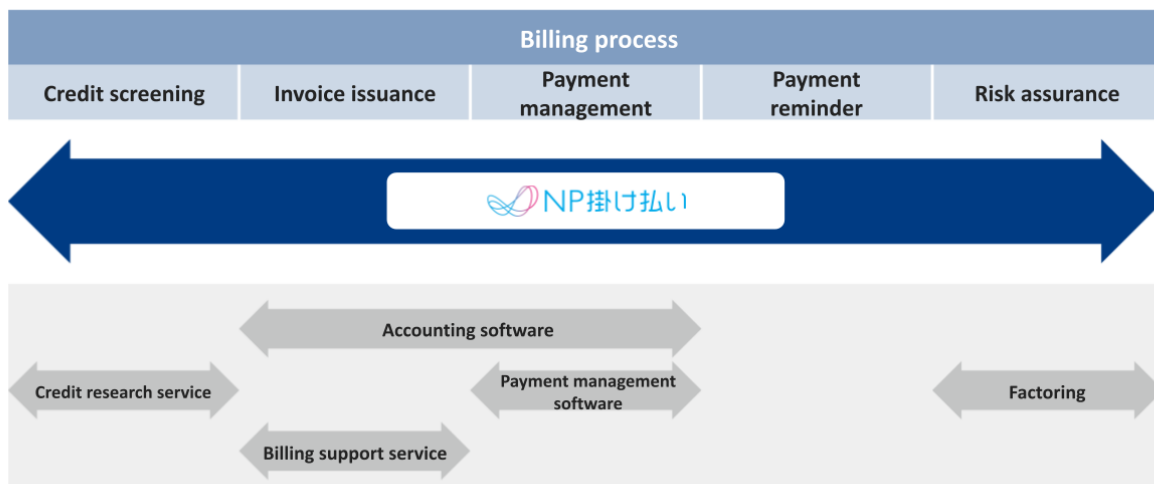 Billing process
Credit screening
Invoice issuance
Payment
management
Payment
reminder
Risk assurance
NP掛け払い
Accounting software
Credit research service
Payment management
software
Factoring
Billing support service